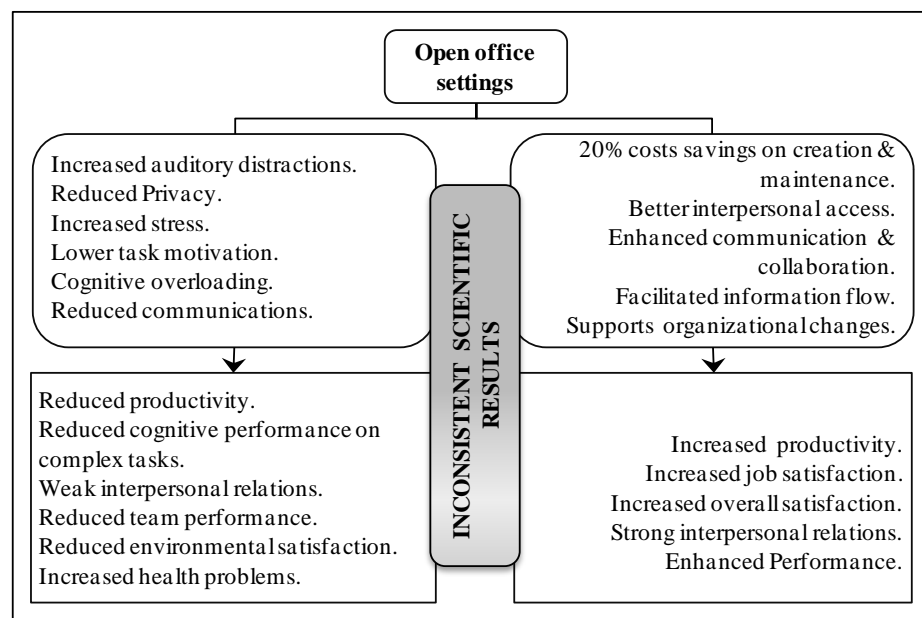 Open office
settings
Increased auditory distractions.
Reduced Privacy.
Increased stress.
Lower task motivation.
Cognitive overloading.
Reduced communications.
20% costs savings on creation &
maintenance.
Better interpersonal access.
Enhanced communication &
collaboration.
Facilitated information flow.
Supports organizational changes.
INCONSISTENT SCIENTIFIC
RESULTS
Reduced productivity.
Reduced cognitive performance on
complex tasks.
Weak interpersonal relations.
Reduced team performance.
Reduced environmental satisfaction.
Increased health problems.
Increased productivity.
Increased job satisfaction.
Increased overall satisfaction.
Strong interpersonal relations.
Enhanced Performance.